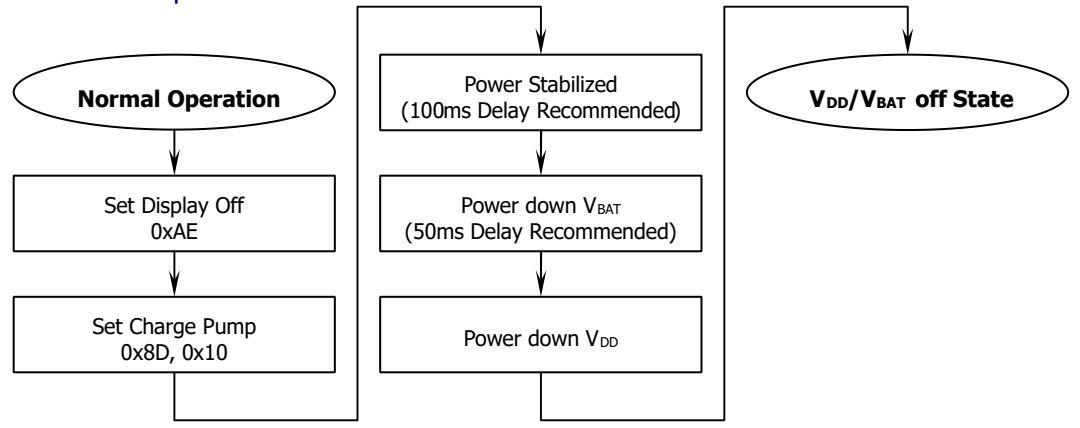 Normal Operation
Set Display Off
0xAE
Set Charge Pump
0x8D, 0x10
Power Stabilized
(100ms Delay Recommended)
Power down VBAT
(50ms Delay Recommended)
Power down VDD
VDD/VBAT off State